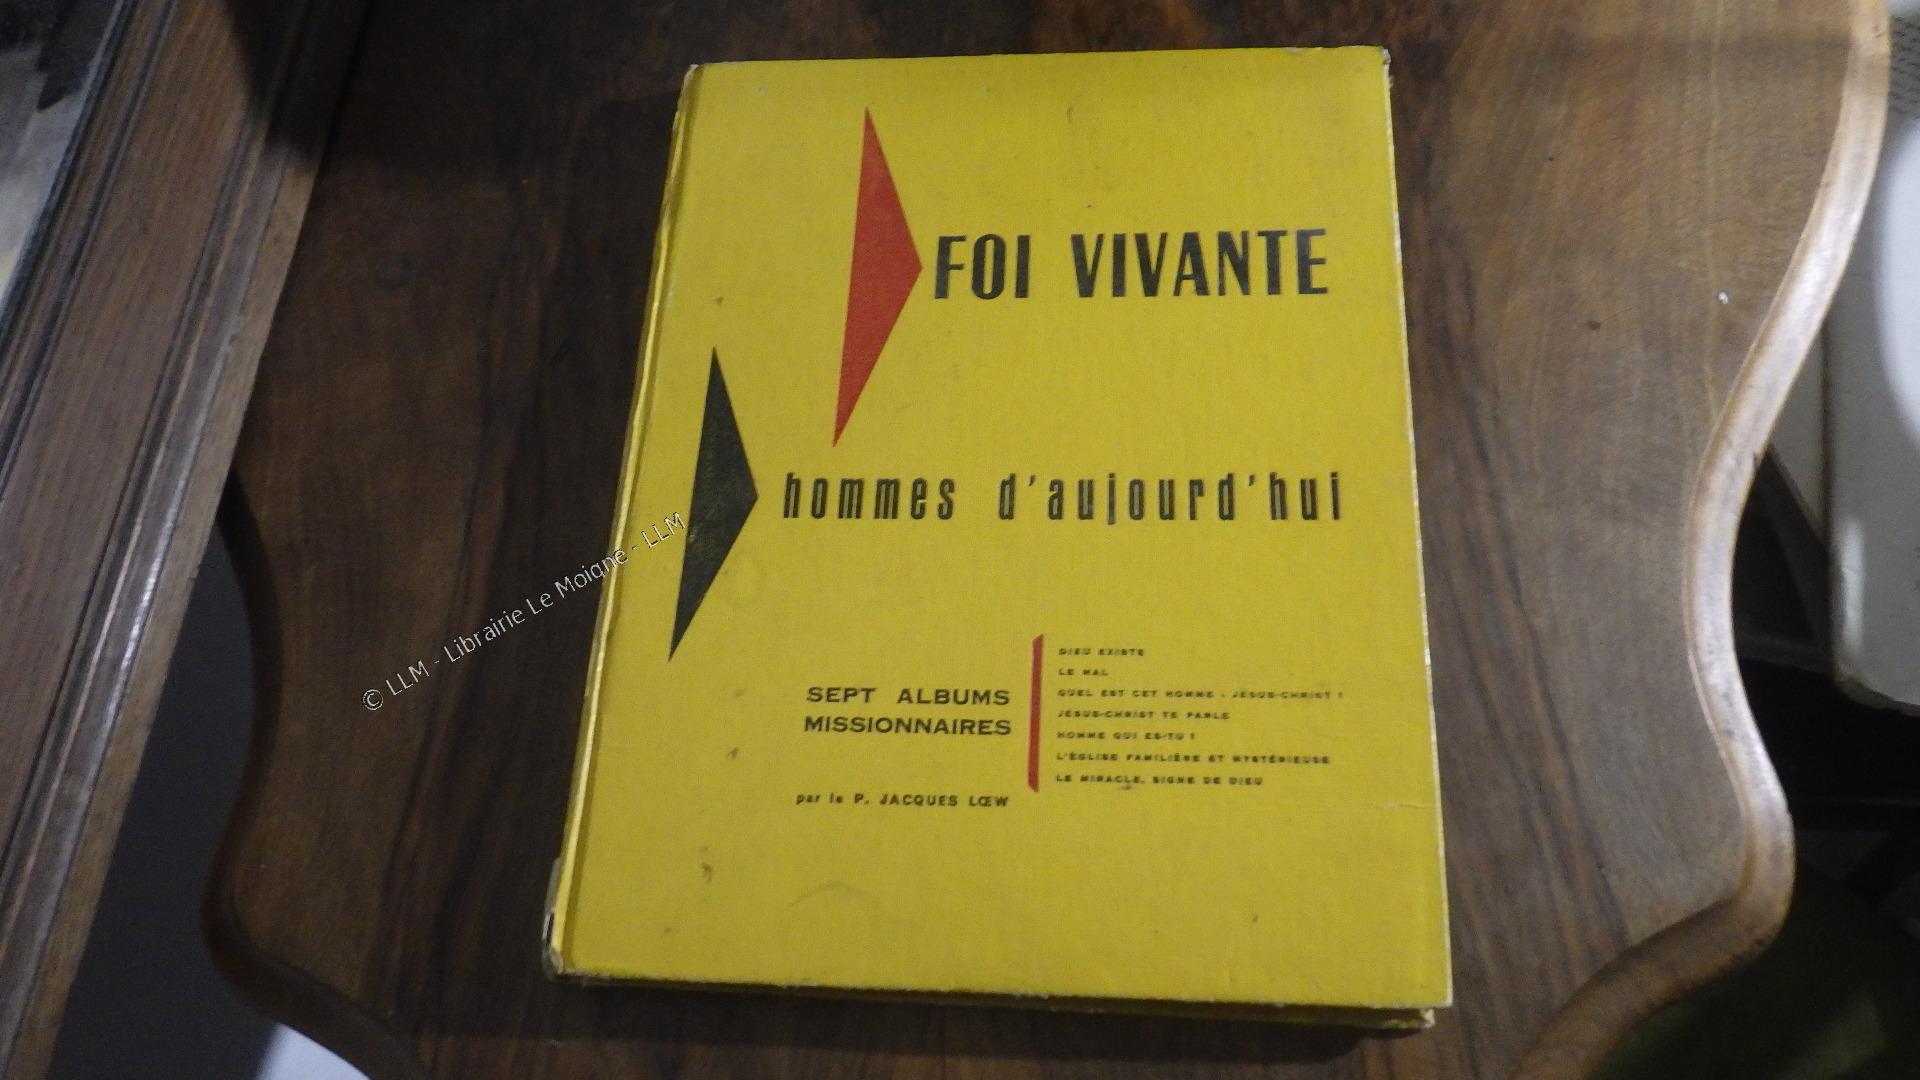 FOI VIVANTE
hommes d'aujourd'hui
SEPT ALBUMS
MISSIONNAIRES
par le P. JACQUES LŒW
DIEU EXISTE
LE MAL
QUEL EST CET HOMME : JÉSUS-CHRIST ?
JÉSUS-CHRIST TE PARLE
HOMME QUI ES-TU ?
L'ÉGLISE FAMILIÈRE ET MYSTÉRIEUSE
LE MIRACLE, SIGNE DE DIEU
© LLM - Librairie Le Moigne - LLM